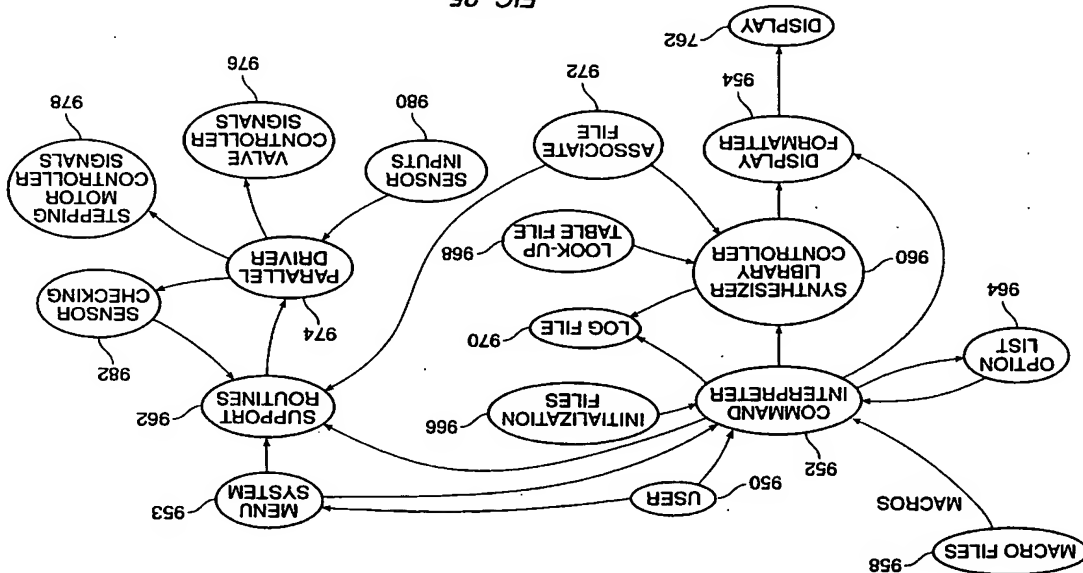 MACRO FILES
958
MACROS
USER
950
MENU
SYSTEM
953
COMMAND
INTERPRETER
952
INITIALIZATION
FILES
966
SUPPORT
ROUTINES
962
OPTION
LIST
964
LOG FILE
970
982
SENSOR
CHECKING
974
PARALLEL
DRIVER
SYNTHESIZER
LIBRARY
CONTROLLER
960
LOOK-UP
TABLE FILE
968
STEPPING
MOTOR
CONTROLLER
SIGNALS
978
SENSOR
INPUTS
980
DISPLAY
FORMATTER
954
ASSOCIATE
FILE
972
VALVE
CONTROLLER
SIGNALS
976
DISPLAY
762
FIG.